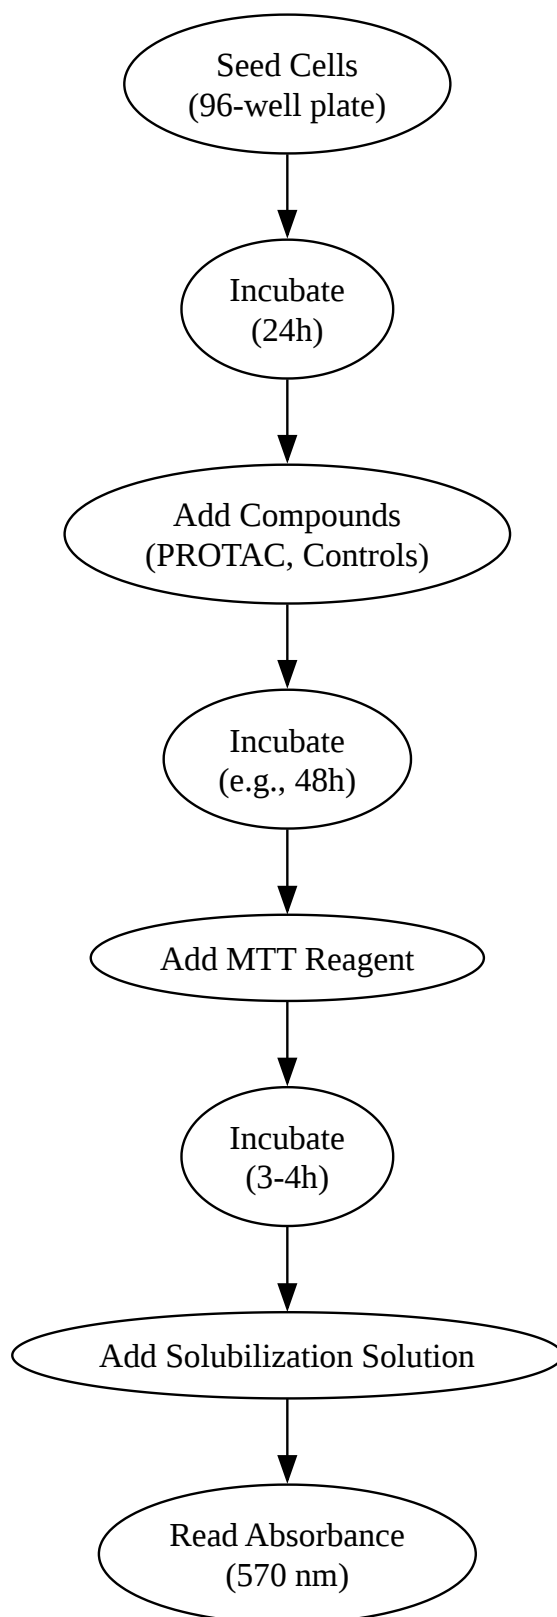 Seed Cells
(96-well plate)
Incubate
(24h)
Add Compounds
(PROTAC, Controls)
Incubate
(e.g., 48h)
Add MTT Reagent
Incubate
(3-4h)
Add Solubilization Solution
Read Absorbance
(570 nm)